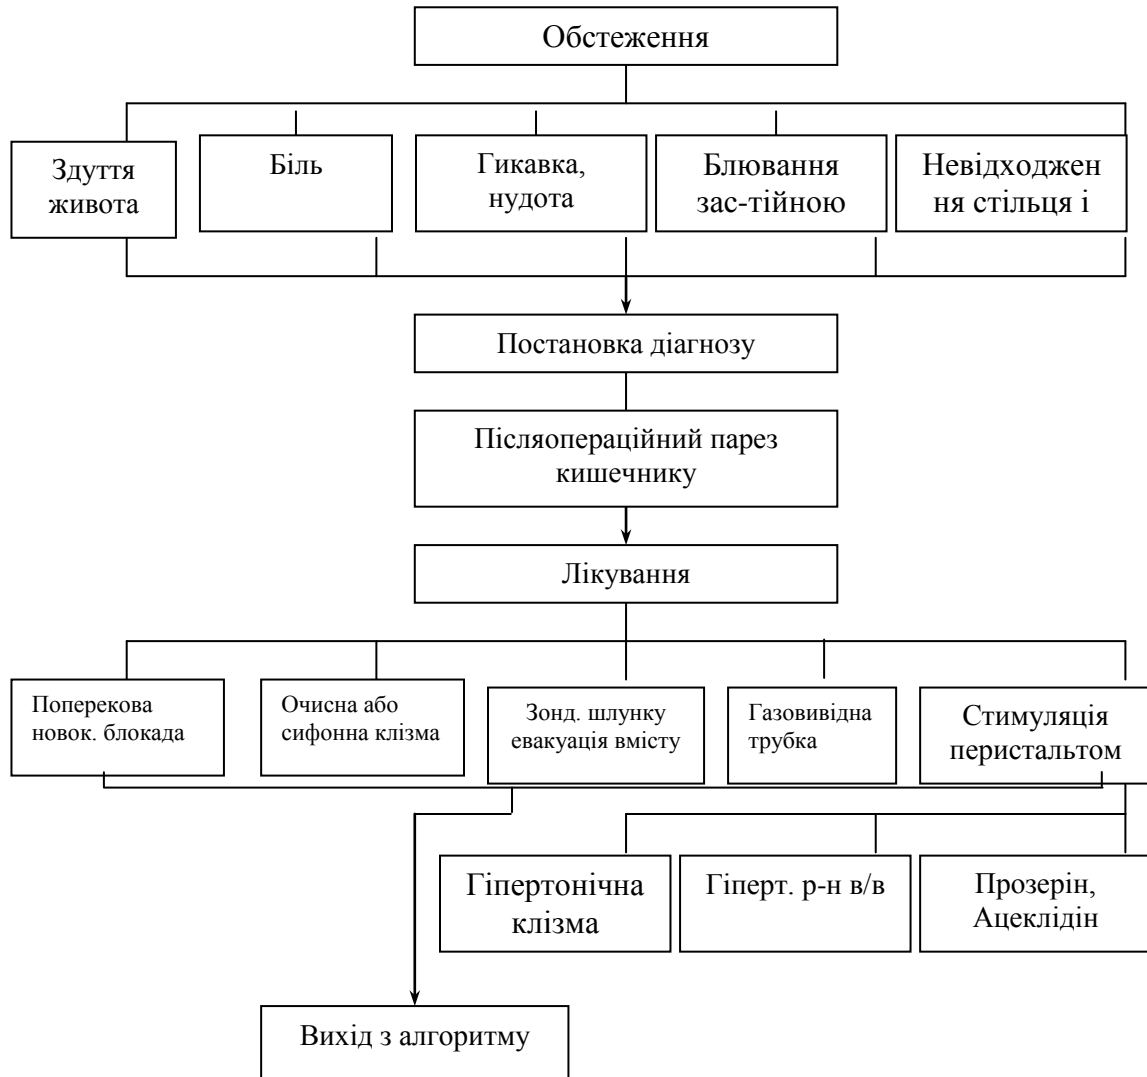 Обстеження
Здуття
живота
Біль
Гикавка,
нудота
Блювання
зас-тійною
Невідходжен
ня стільця і
Постановка діагнозу
Післяопераційний парез
кишечнику
Лікування
Поперекова
новок. блокада
Очисна або
сифонна клізма
Зонд. шлунку
евакуація вмісту
Газовивідна
трубка
Стимуляція
перистальтом
Гіпертонічна
клізма
Гіперт. р-н в/в
Прозерін,
Ацеклідін
Вихід з алгоритму